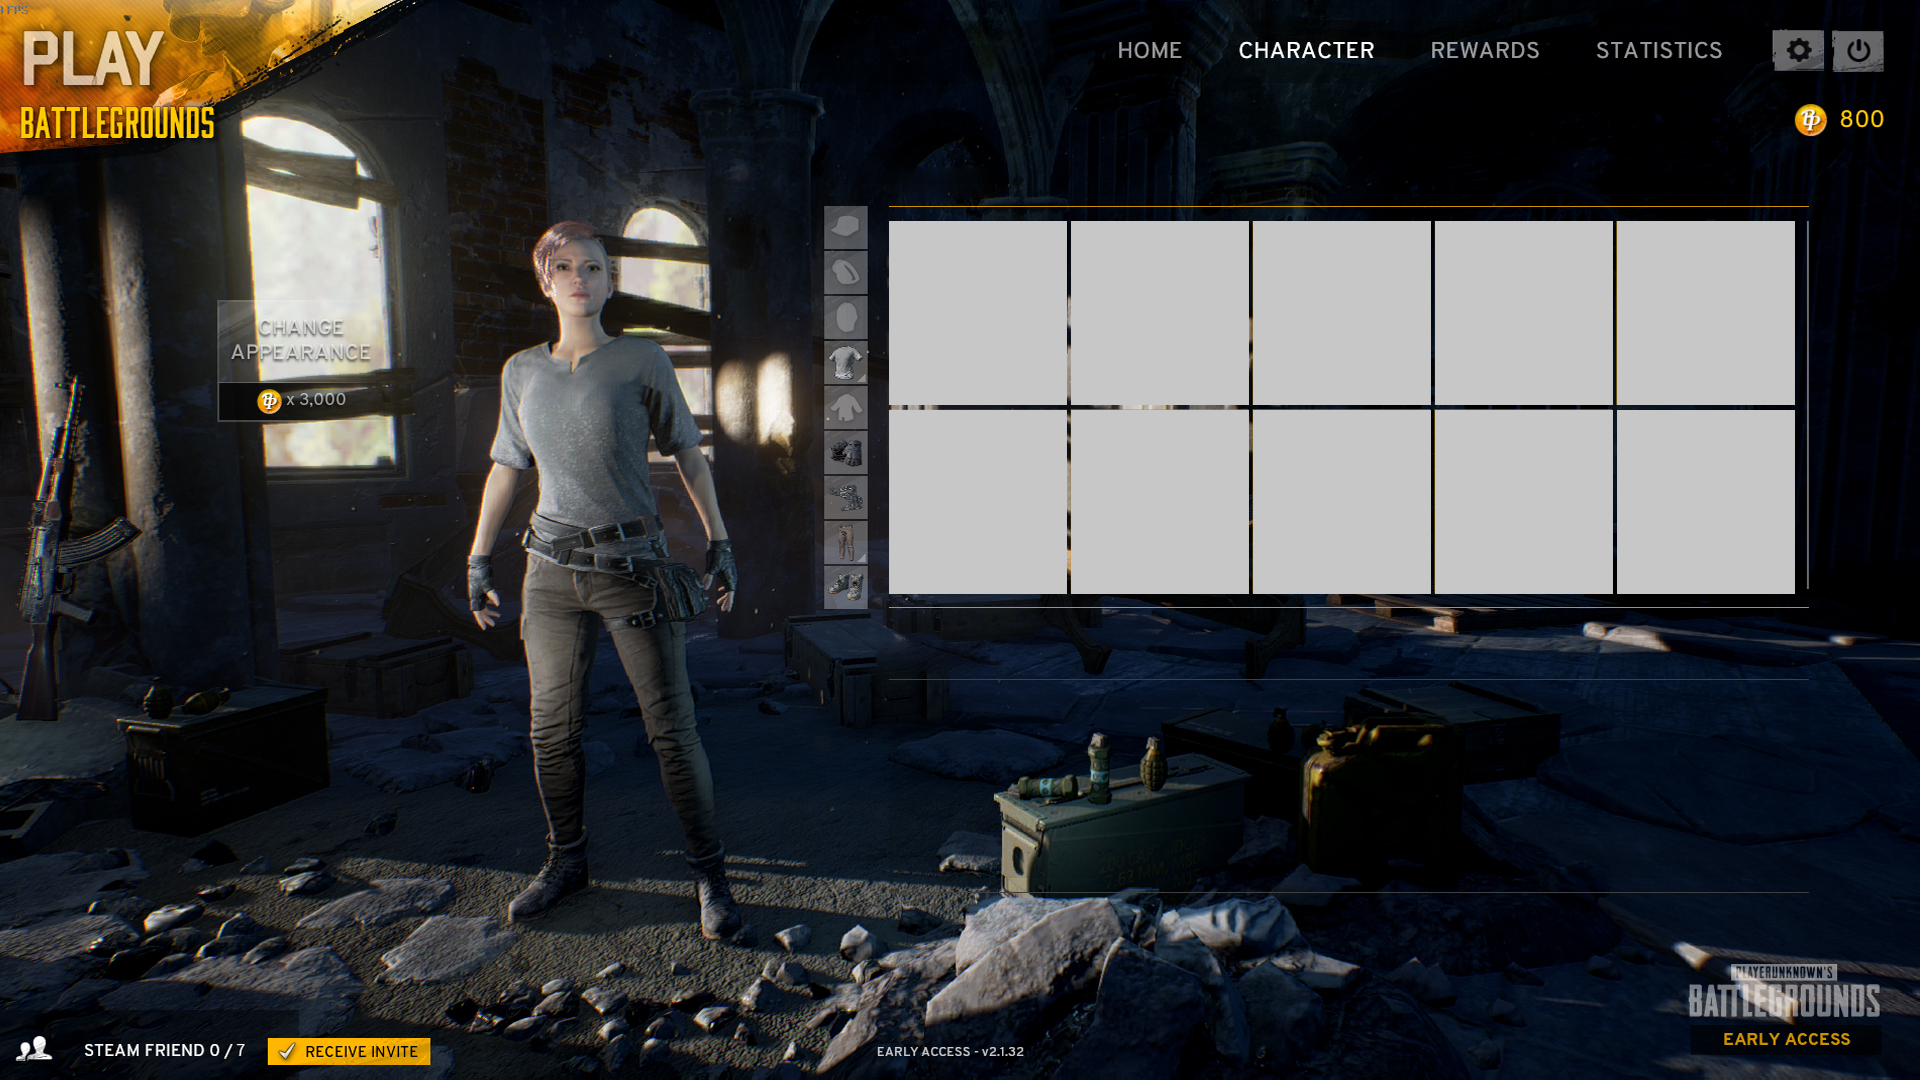 PLAY
BATTLEGROUNDS
HOME
CHARACTER
REWARDS
STATISTICS
800
CHANGE
APPEARANCE
x 3,000
STEAM FRIEND 0 / 7
RECEIVE INVITE
EARLY ACCESS - v2.1.32
PLAYERUNKNOWN'S
BATTLEGROUNDS
EARLY ACCESS